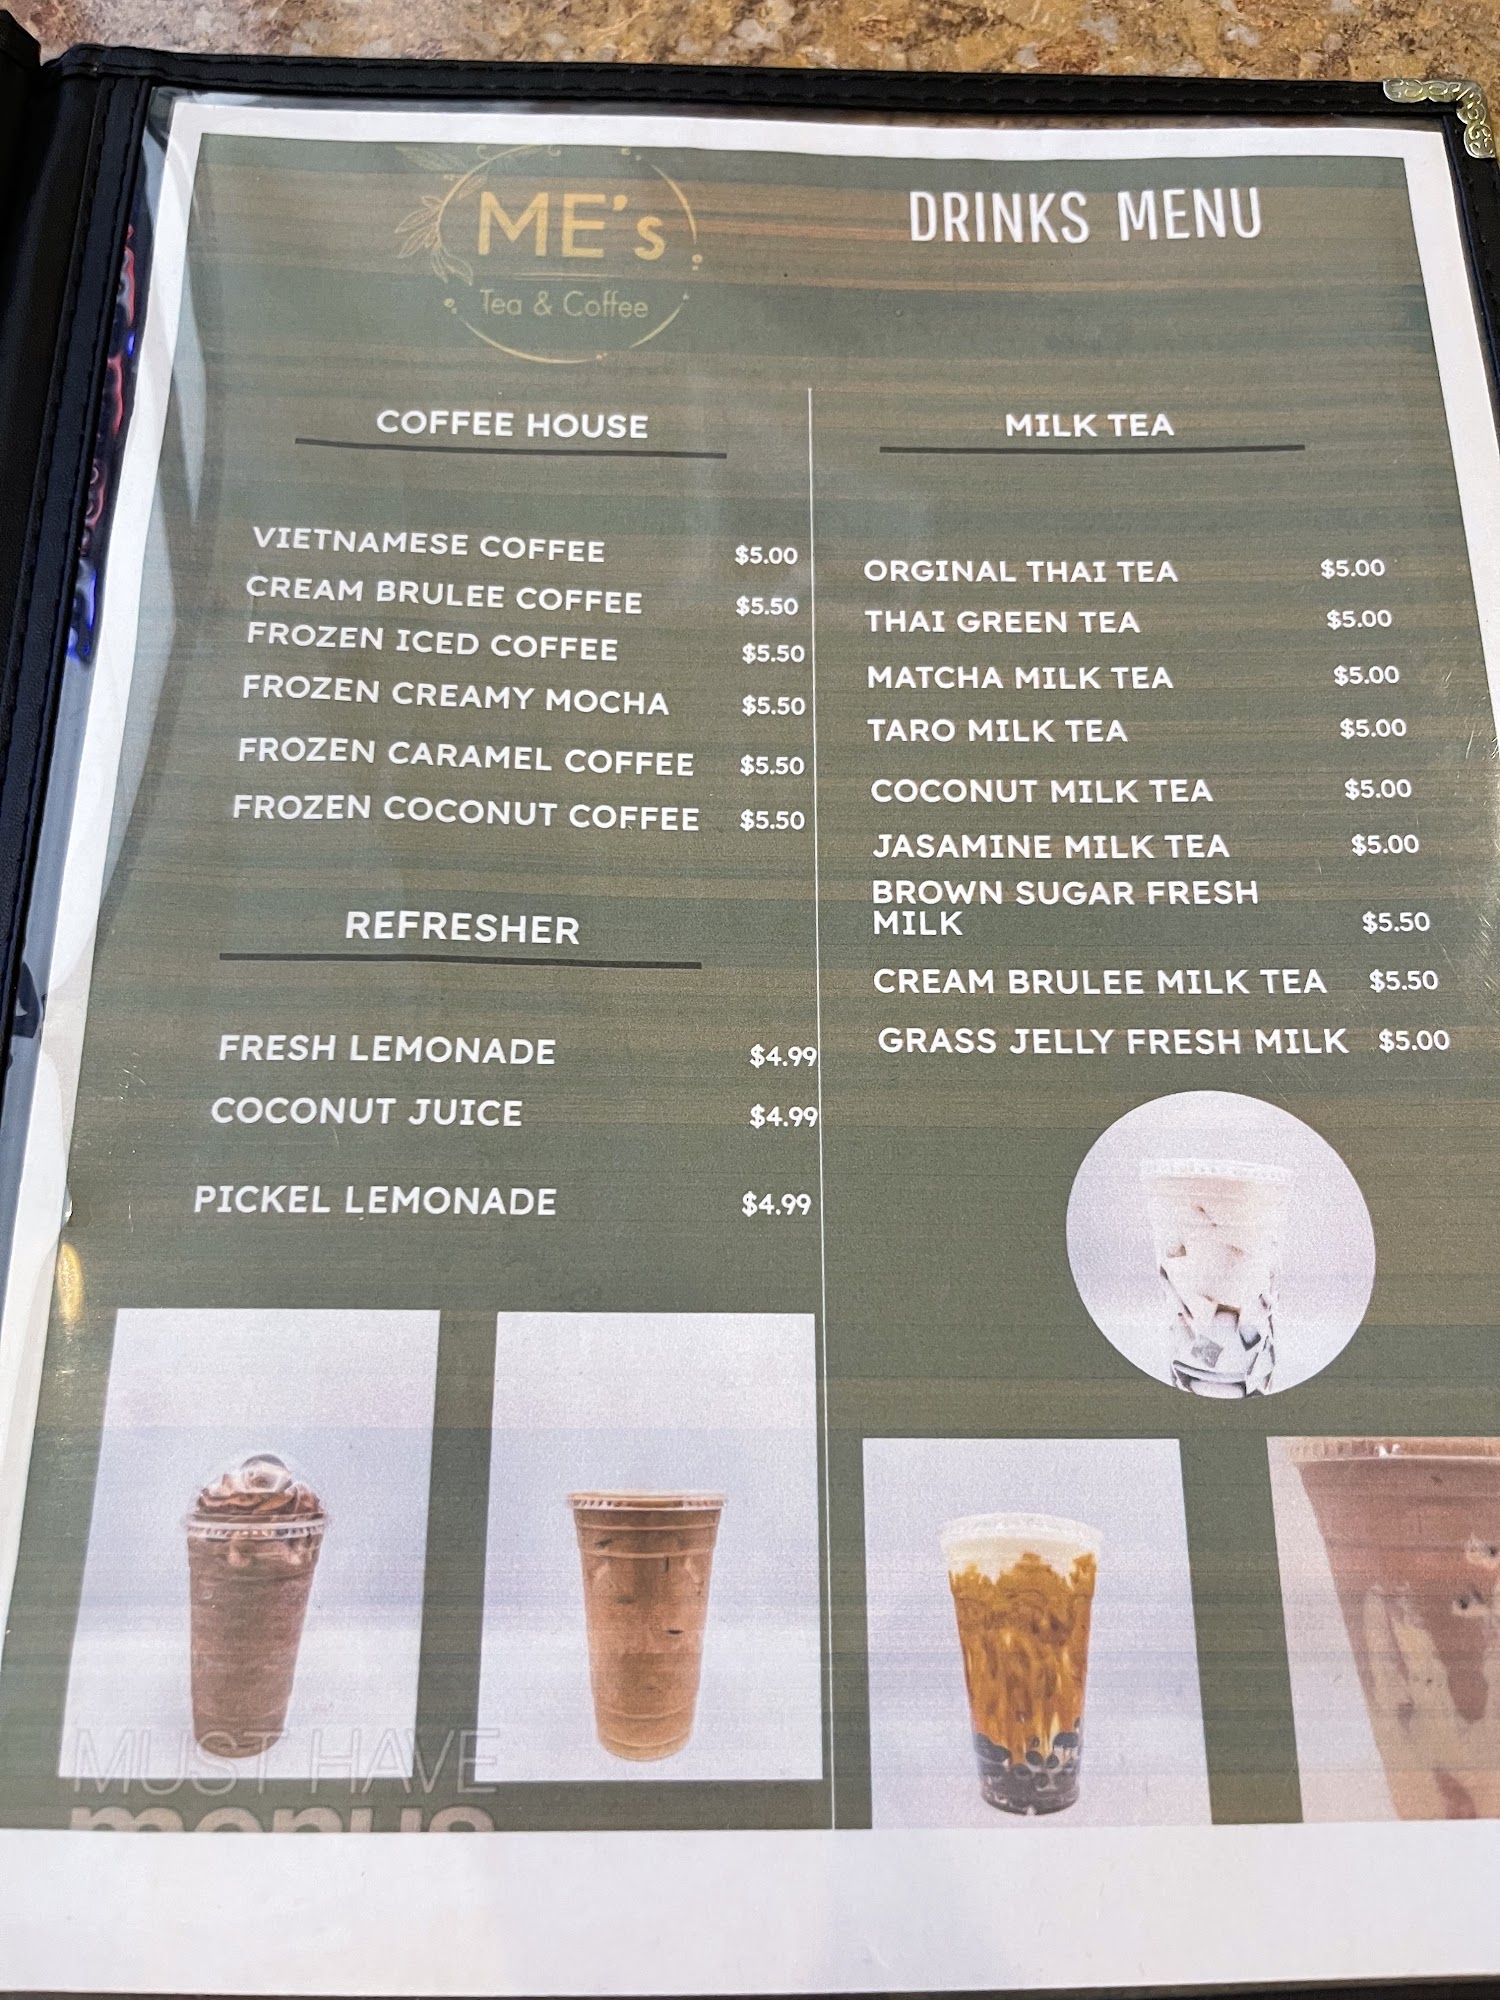 ME's
Tea & Coffee
DRINKS MENU
COFFEE HOUSE
VIETNAMESE COFFEE $5.00
CREAM BRULEE COFFEE $5.50
FROZEN ICED COFFEE $5.50
FROZEN CREAMY MOCHA $5.50
FROZEN CARAMEL COFFEE $5.50
FROZEN COCONUT COFFEE $5.50
REFRESHER
FRESH LEMONADE $4.99
COCONUT JUICE $4.99
PICKEL LEMONADE $4.99
MILK TEA
ORGINAL THAI TEA $5.00
THAI GREEN TEA $5.00
MATCHA MILK TEA $5.00
TARO MILK TEA $5.00
COCONUT MILK TEA $5.00
JASAMINE MILK TEA $5.00
BROWN SUGAR FRESH
MILK $5.50
CREAM BRULEE MILK TEA $5.50
GRASS JELLY FRESH MILK $5.00
MUST HAVE
menus